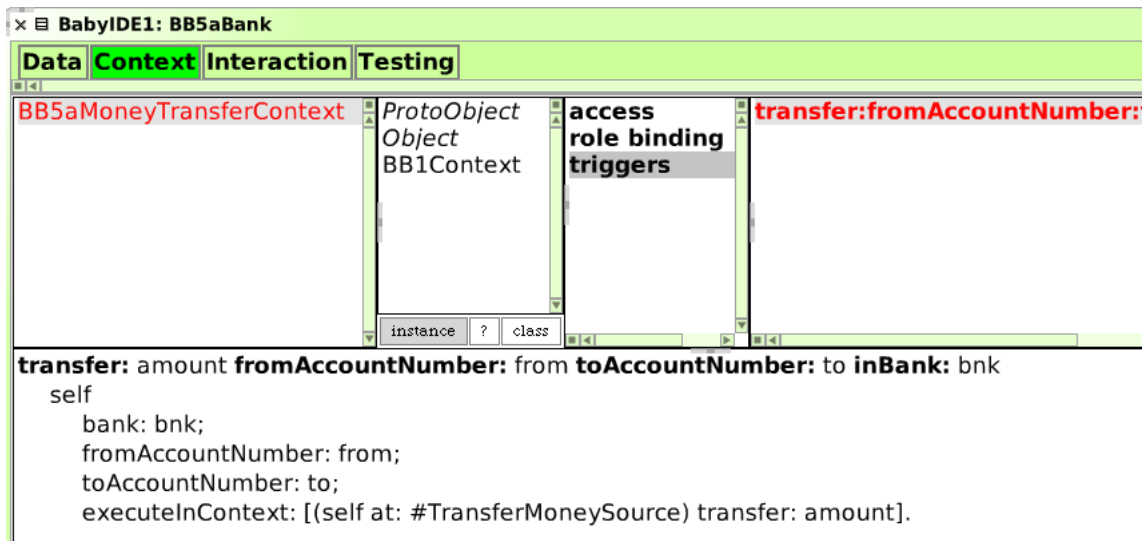 BabyIDE1: BB5aBank
Data Context Interaction Testing
BB5aMoneyTransferContext
ProtoObject
Object
BB1Context
instance ? class
access
role binding
triggers
transfer:fromAccountNumber:
transfer: amount fromAccountNumber: from toAccountNumber: to inBank: bnk
self
bank: bnk;
fromAccountNumber: from;
toAccountNumber: to;
executeInContext: [(self at: #TransferMoneySource) transfer: amount].